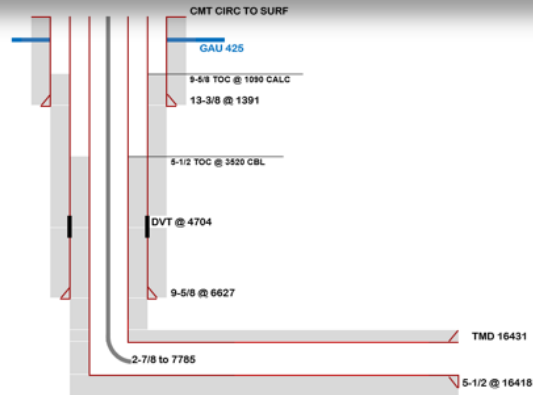 CMT CIRC TO SURF
GAU 425
9-5/8 TOC @ 1090 CALC
13-3/8 @ 1391
5-1/2 TOC @ 3520 CBL
DVT @ 4704
9-5/8 @ 6627
TMD 16431
2-7/8 to 7785
5-1/2 @ 16418